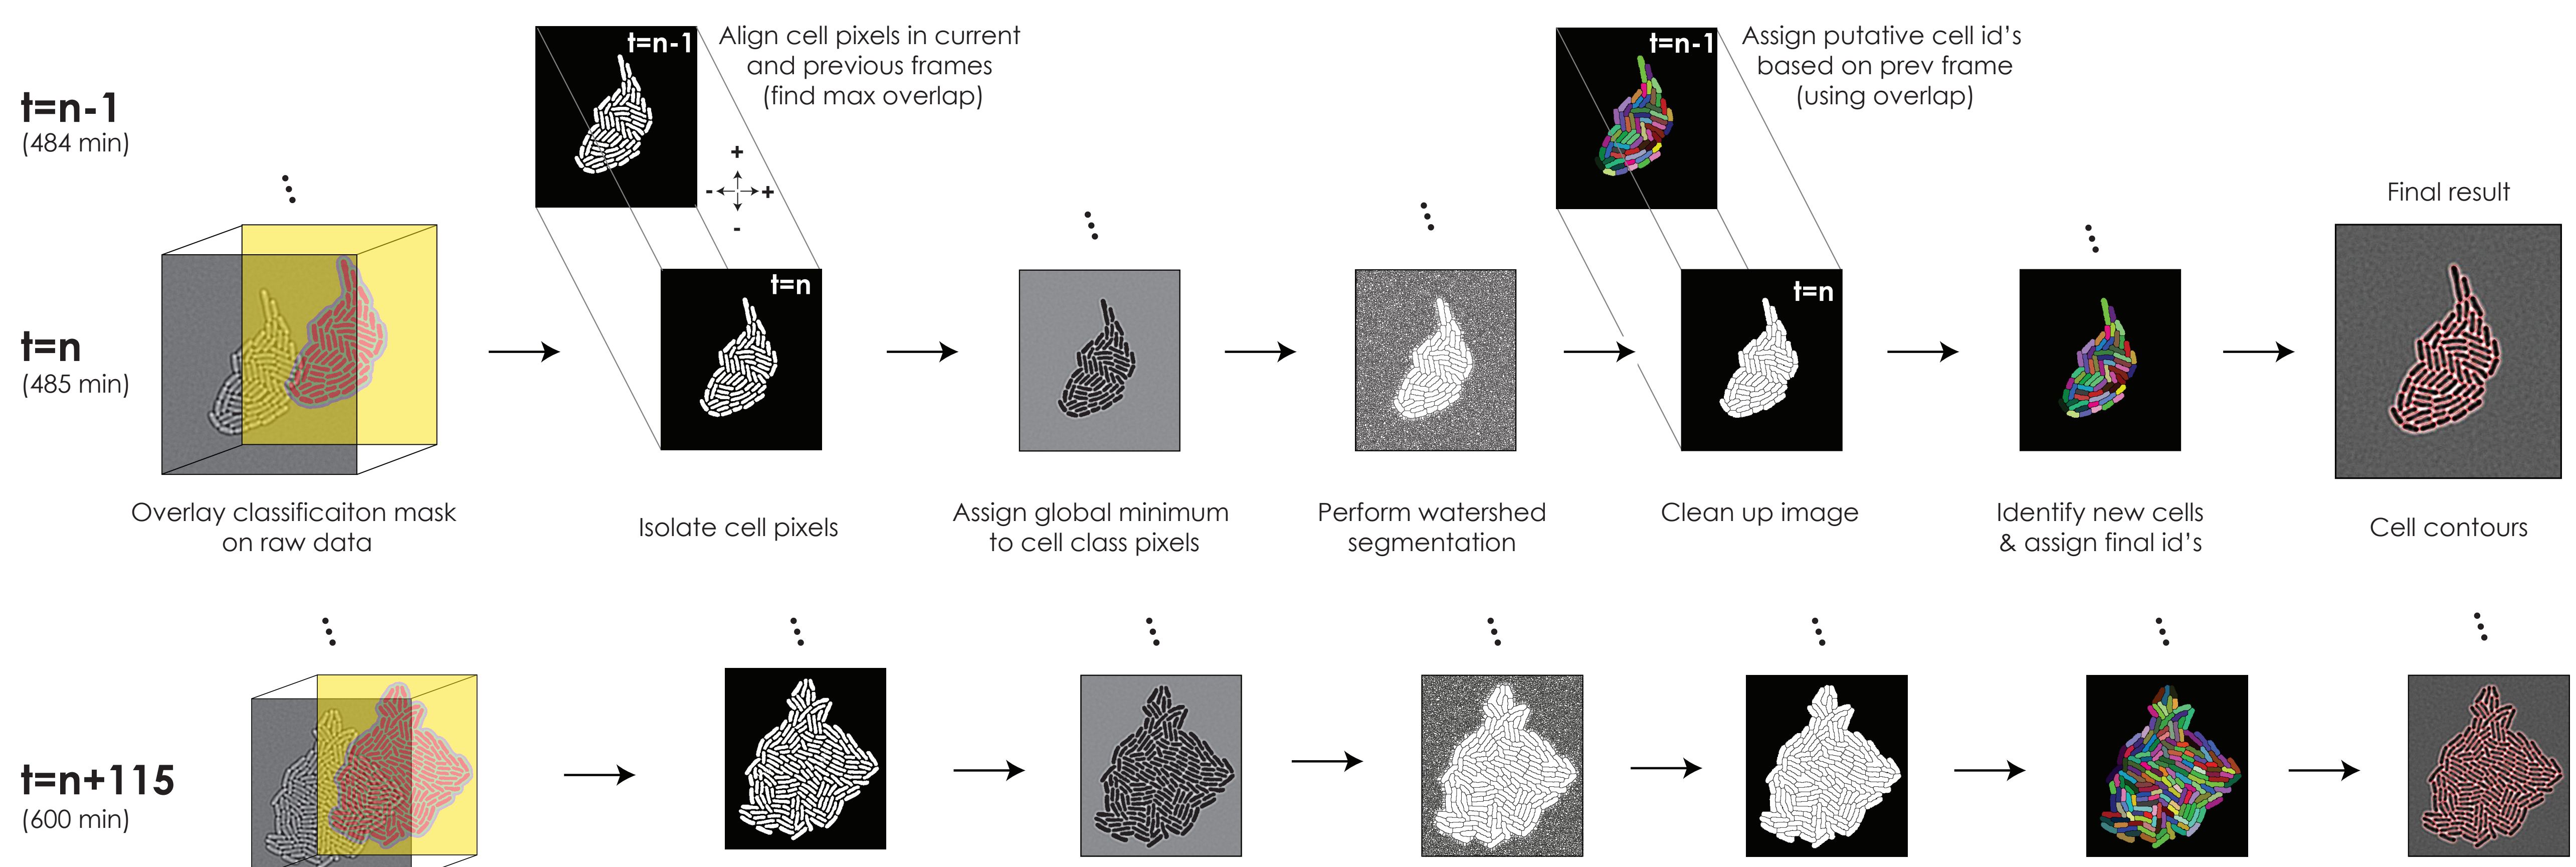 t=n-1
(484 min)
t=n-1
Align cell pixels in current
and previous frames
(find max overlap)
+
- +
-
t=n-1
Assign putative cell id’s
based on prev frame
(using overlap)
Final result
t=n
(485 min)
t=n
t=n
Overlay classificaiton mask
on raw data
Isolate cell pixels
Assign global minimum
to cell class pixels
Perform watershed
segmentation
Clean up image
Identify new cells
& assign final id’s
Cell contours
t=n+115
(600 min)